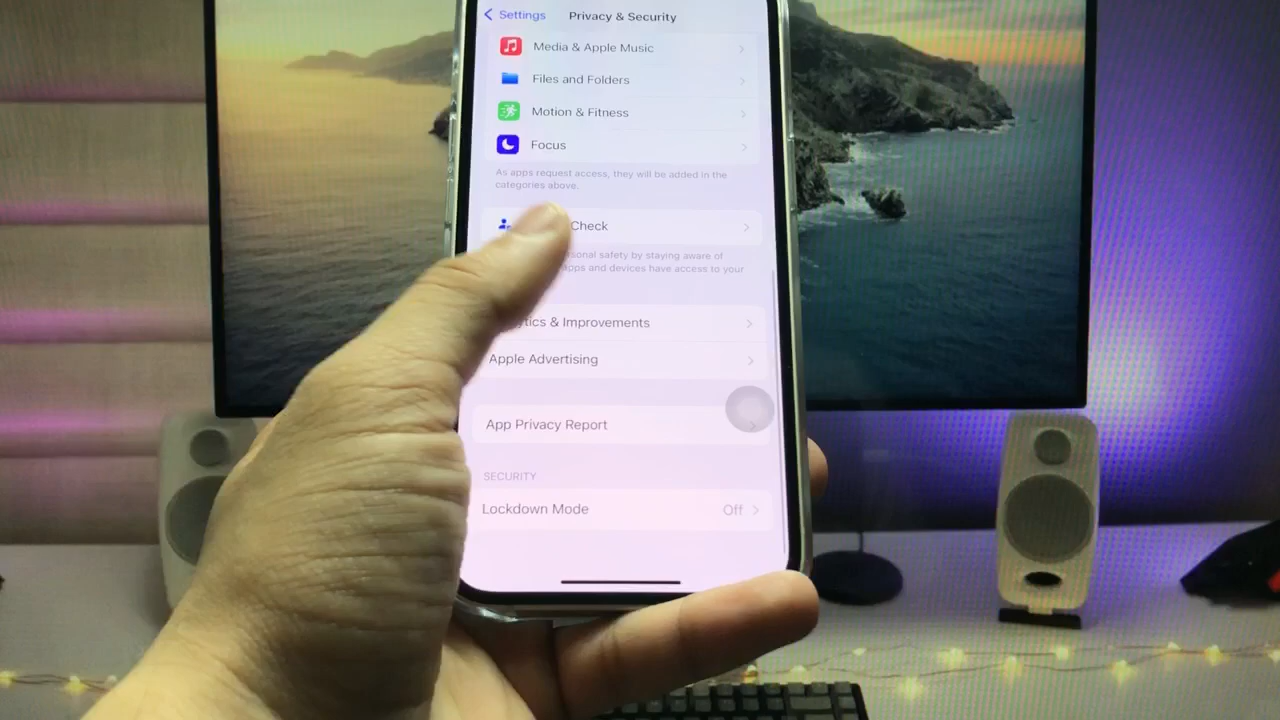 Settings
Privacy & Security
Media & Apple Music
Files and Folders
Motion & Fitness
Focus
As apps request access, they will be added in the
categories above.
Check
safety by staying aware of
apps and devices have access to your
& Improvements
Apple Advertising
App Privacy Report
SECURITY
Lockdown Mode
Off